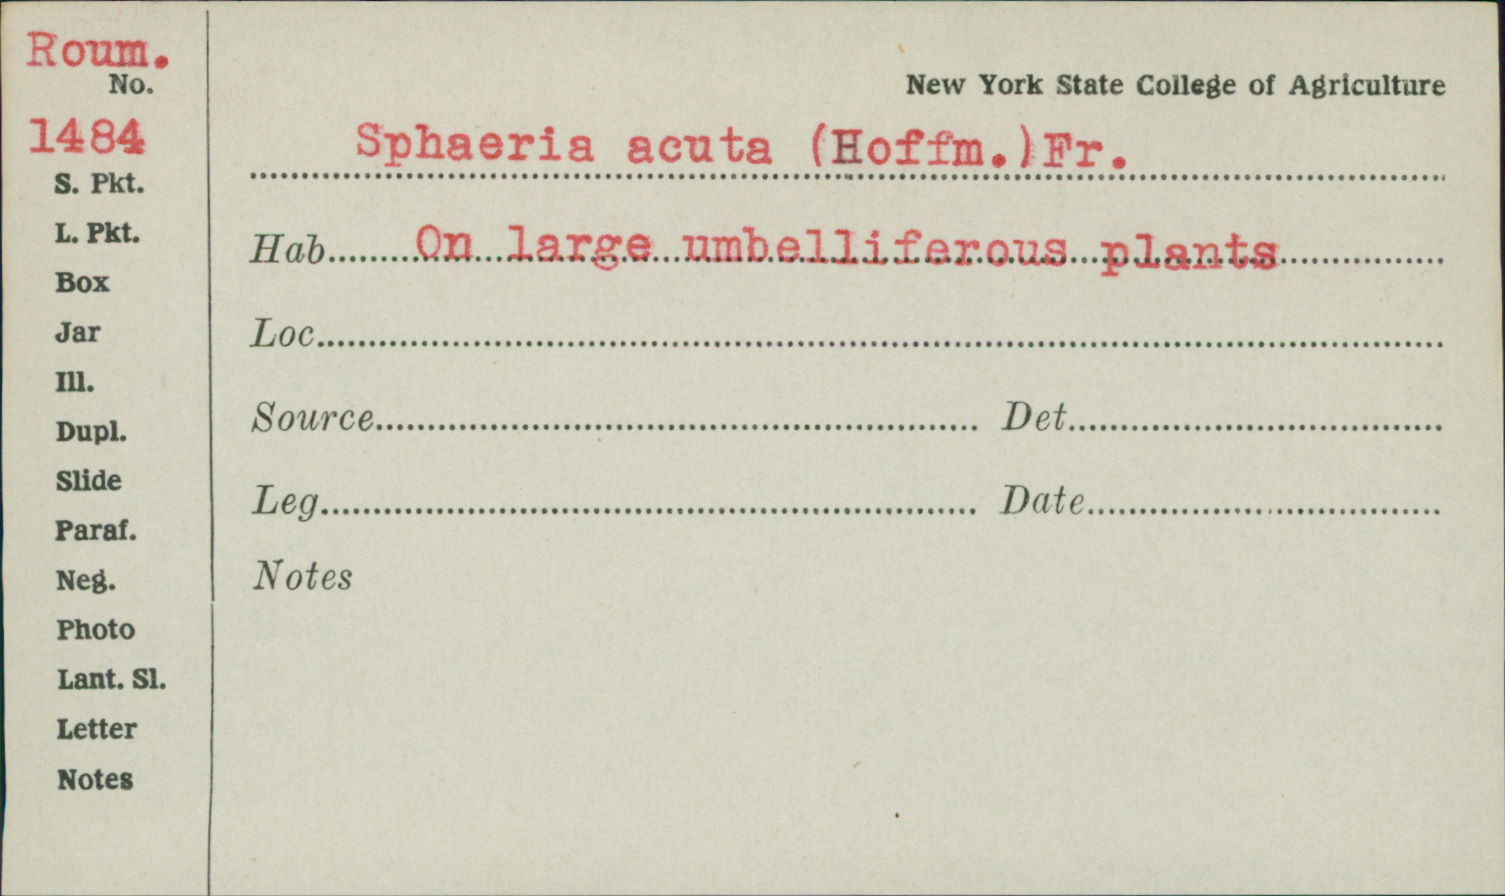 Roum.
No.
1484
S. Pkt.
L. Pkt.
Box
Jar
Ill.
Dupl.
Slide
Paraf.
Neg.
Photo
Lant. Sl.
Letter
Notes
New York State College of Agriculture
Sphaeria acuta (Hoffm.)Fr.
Hab. On large umbelliferous plants
Loc.
Source Det.
Leg. Date
Notes